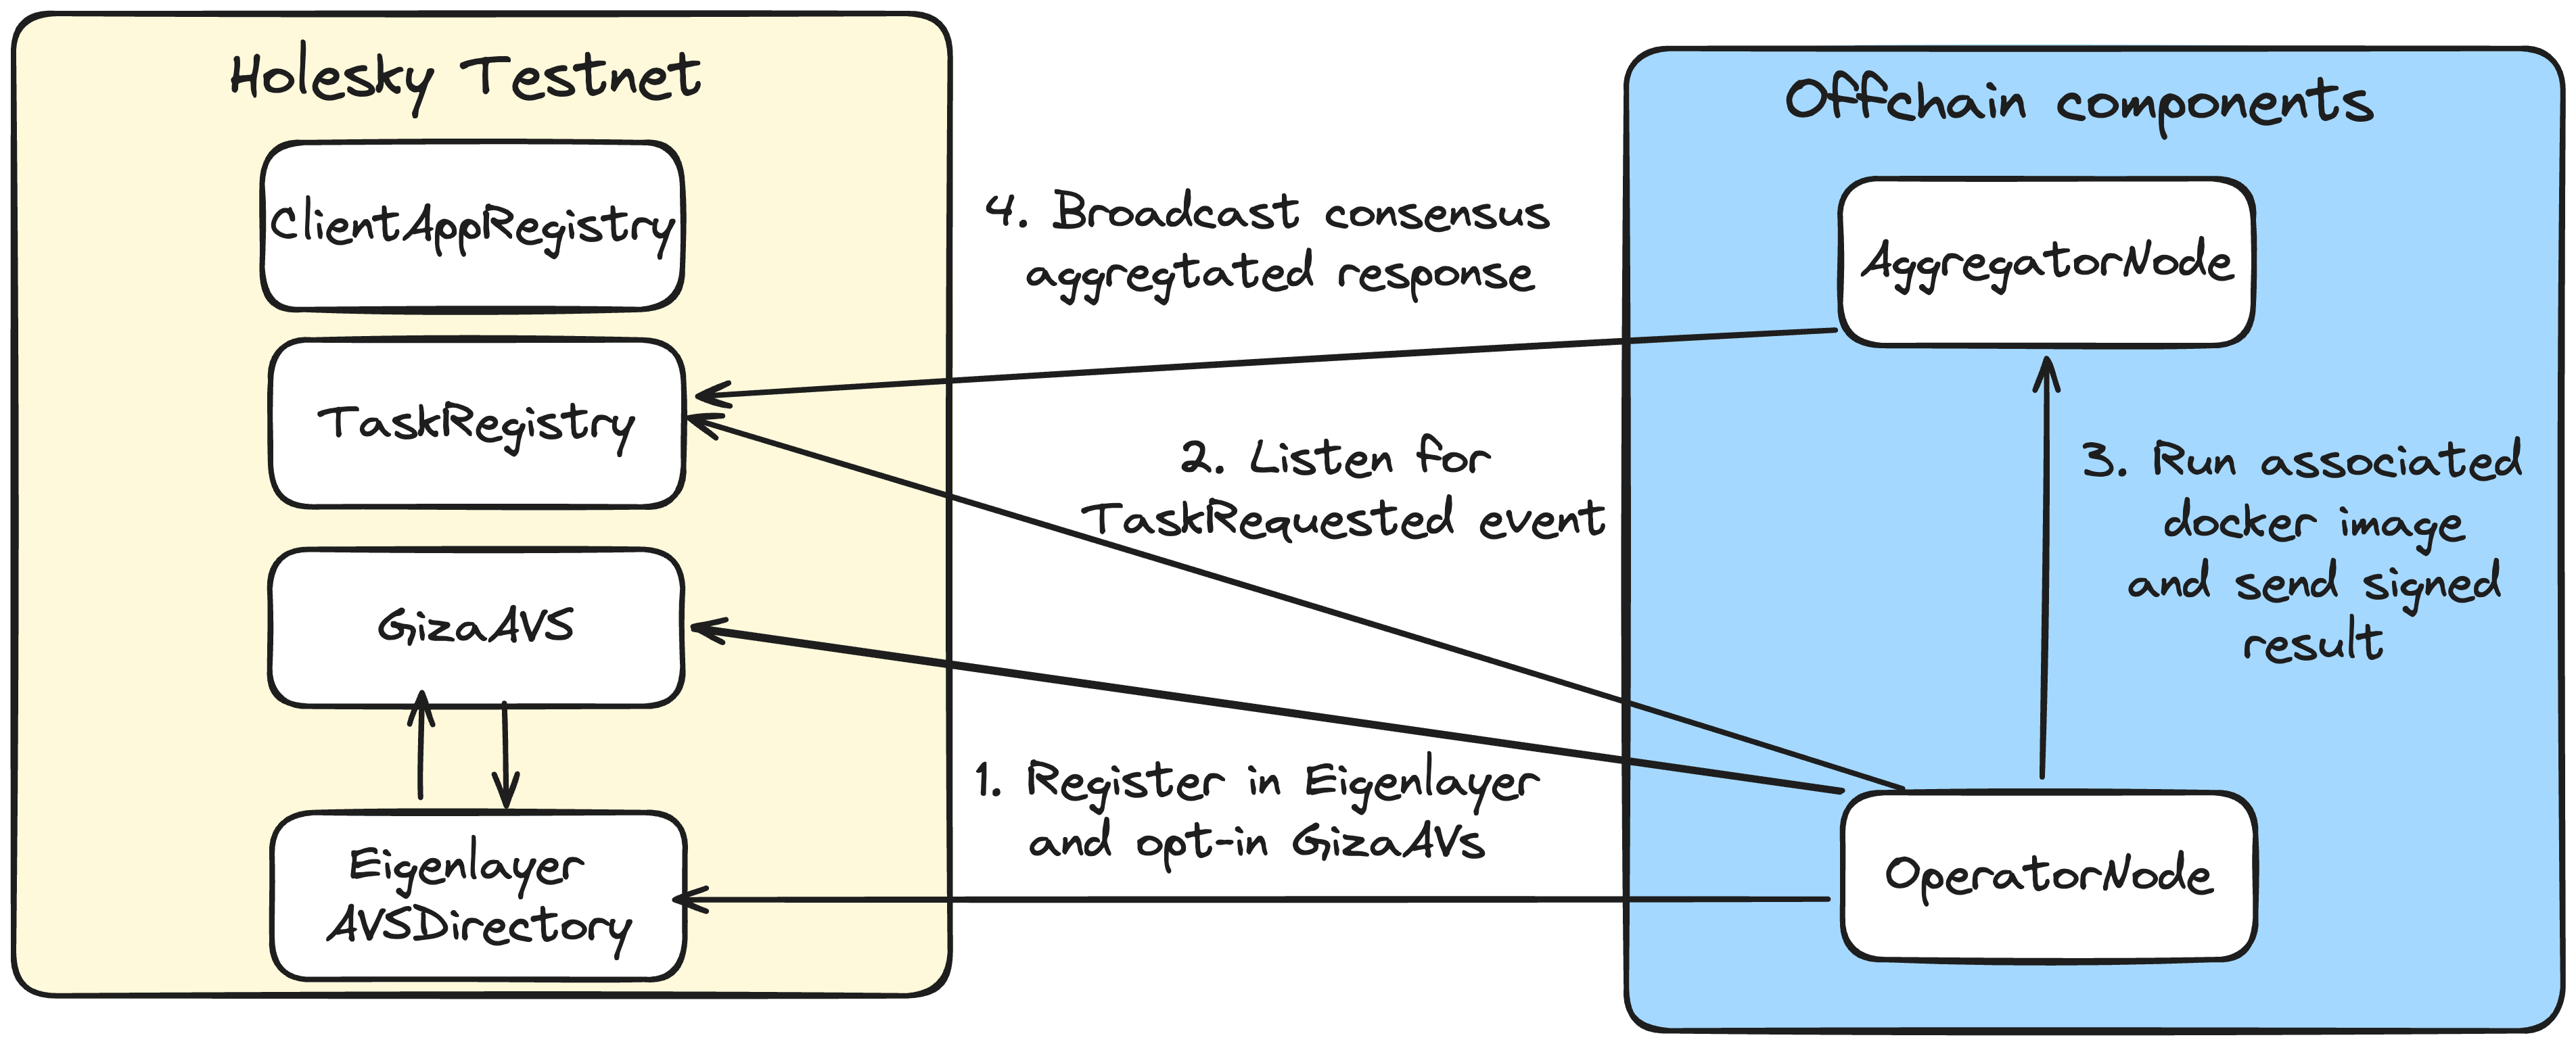 Holesky Testnet
ClientAppRegistry
TaskRegistry
GizaAVS
Eigenlayer
AVSDirectory
4. Broadcast consensus
aggregtated response
2. Listen for
TaskRequested event
1. Register in Eigenlayer
and opt-in GizaAVs
Offchain components
AggregatorNode
3. Run associated
docker image
and send signed
result
OperatorNode